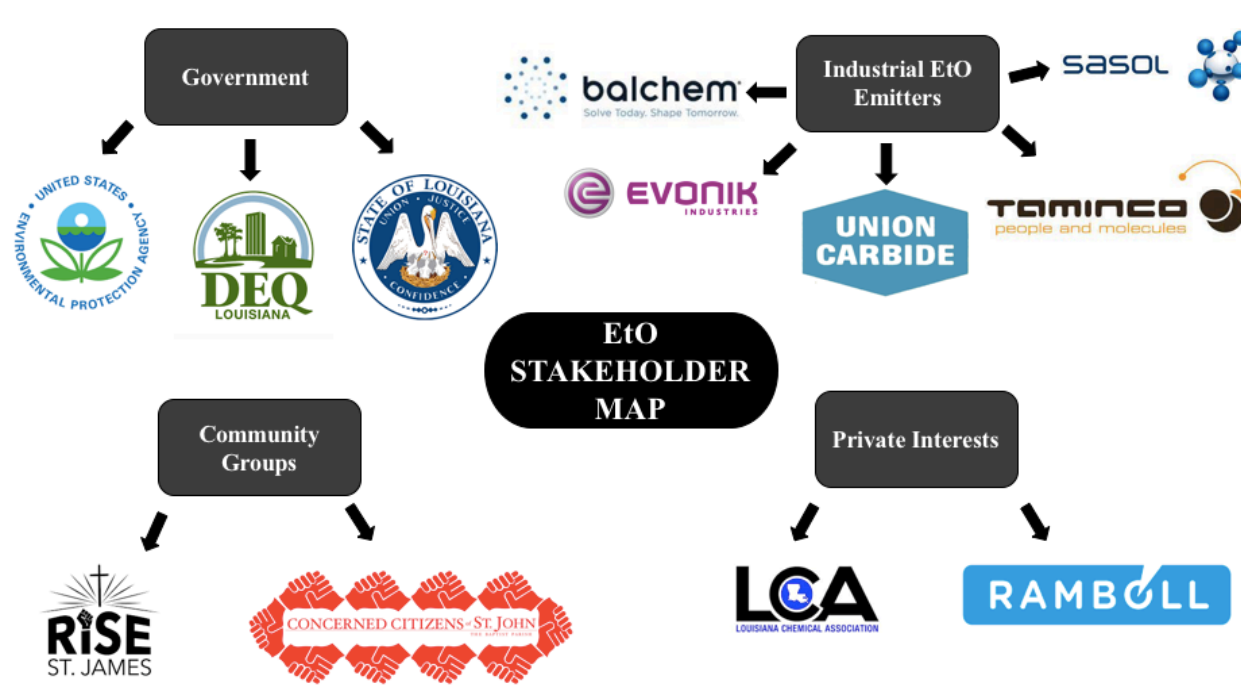 Government
Industrial EtO
Emitters
balchem
Solve Today. Shape Tomorrow.
sasol
UNITED STATES
ENVIRONMENTAL PROTECTION AGENCY
DEQ
LOUISIANA
STATE OF LOUISIANA
UNION · JUSTICE
CONFIDENCE
EVONIK
INDUSTRIES
UNION
CARBIDE
TAMINCO
people and molecules
EtO
STAKEHOLDER
MAP
Community
Groups
Private Interests
RISE
ST. JAMES
CONCERNED CITIZENS of ST. JOHN
THE BAPTIST PARISH
LCA
LOUISIANA CHEMICAL ASSOCIATION
RAMBOLL